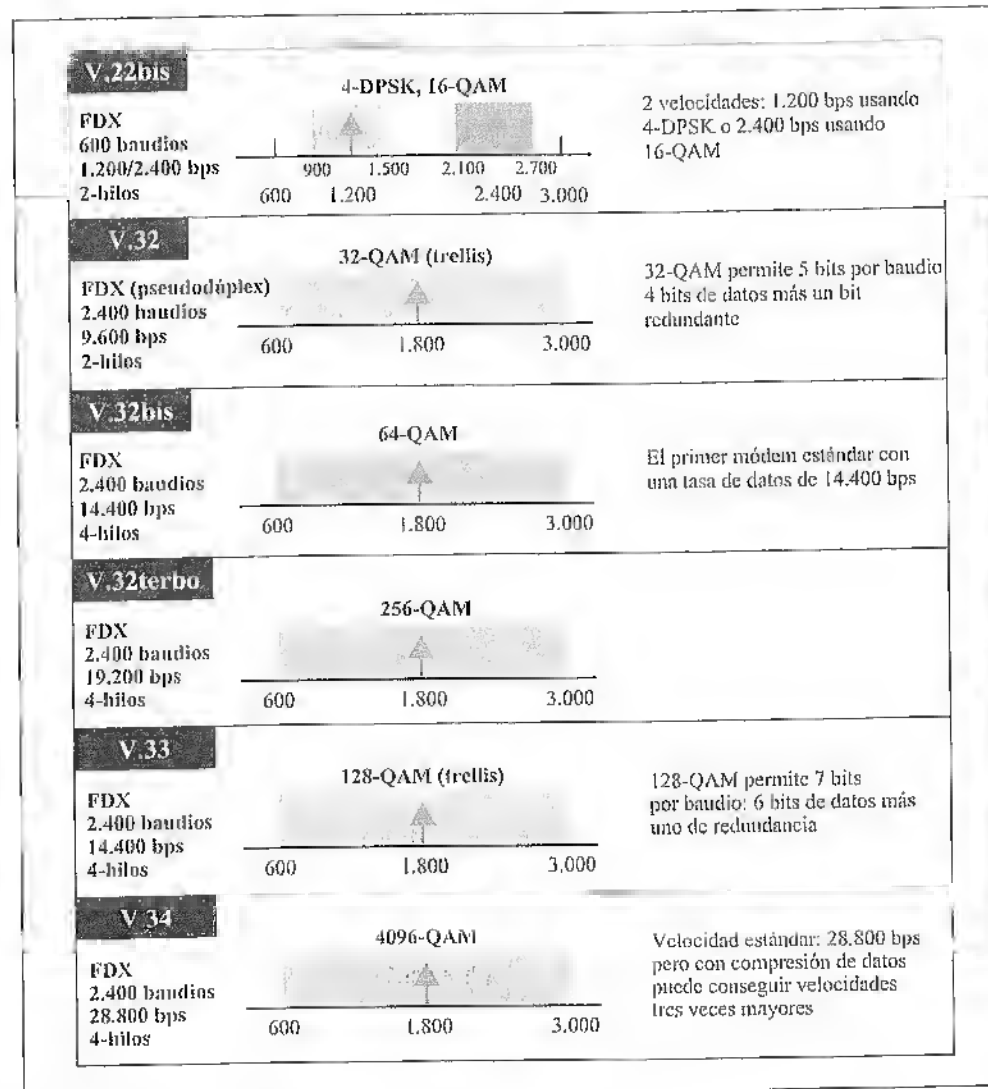 V.22bis
4-DPSK, 16-QAM
FDX
600 baudios
1.200/2.400 bps
2-hilos
900 1.500 2.100 2.700
600 1.200 2.400 3.000
2 velocidades: 1.200 bps usando
4-DPSK o 2.400 bps usando
16-QAM
V.32
32-QAM (trellis)
FDX (pseudodúplex)
2.400 baudios
9.600 bps
2-hilos
600 1.800 3.000
32-QAM permite 5 bits por baudio
4 bits de datos más un bit
redundante
V.32bis
64-QAM
FDX
2.400 baudios
14.400 bps
4-hilos
600 1.800 3.000
El primer módem estándar con
una tasa de datos de 14.400 bps
V.32terbo
256-QAM
FDX
2.400 baudios
19.200 bps
4-hilos
600 1.800 3.000
V.33
128-QAM (trellis)
FDX
2.400 baudios
14.400 bps
4-hilos
600 1.800 3.000
128-QAM permite 7 bits
por baudio: 6 bits de datos más
uno de redundancia
V.34
4096-QAM
FDX
2.400 baudios
28.800 bps
4-hilos
600 1.800 3.000
Velocidad estándar: 28.800 bps
pero con compresión de datos
puede conseguir velocidades
tres veces mayores